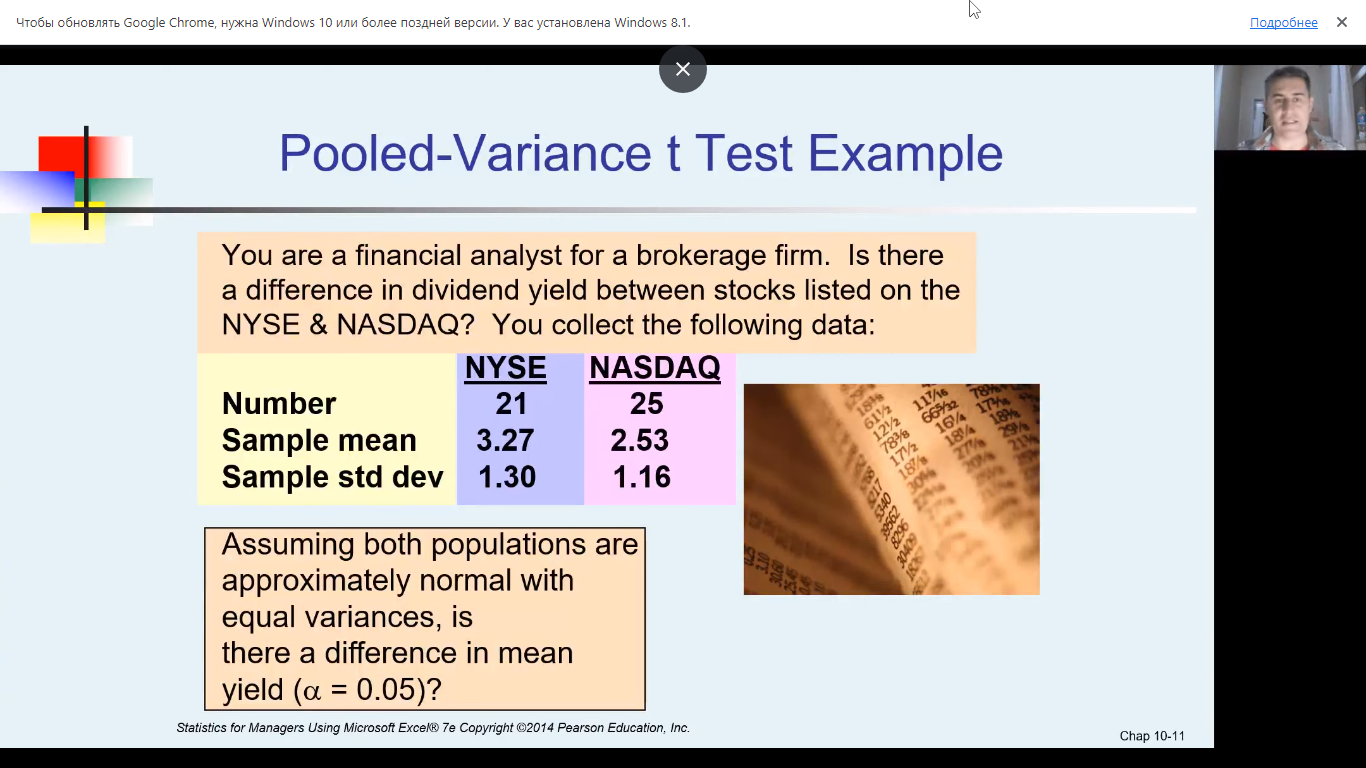 Чтобы обновлять Google Chrome, нужна Windows 10 или более поздней версии. У вас установлена Windows 8.1.
Подробнее
Pooled-Variance t Test Example
You are a financial analyst for a brokerage firm. Is there
a difference in dividend yield between stocks listed on the
NYSE & NASDAQ? You collect the following data:
NYSE NASDAQ
Number 21 25
Sample mean 3.27 2.53
Sample std dev 1.30 1.16
Assuming both populations are
approximately normal with
equal variances, is
there a difference in mean
yield (α = 0.05)?
Statistics for Managers Using Microsoft Excel® 7e Copyright ©2014 Pearson Education, Inc.
Chap 10-11